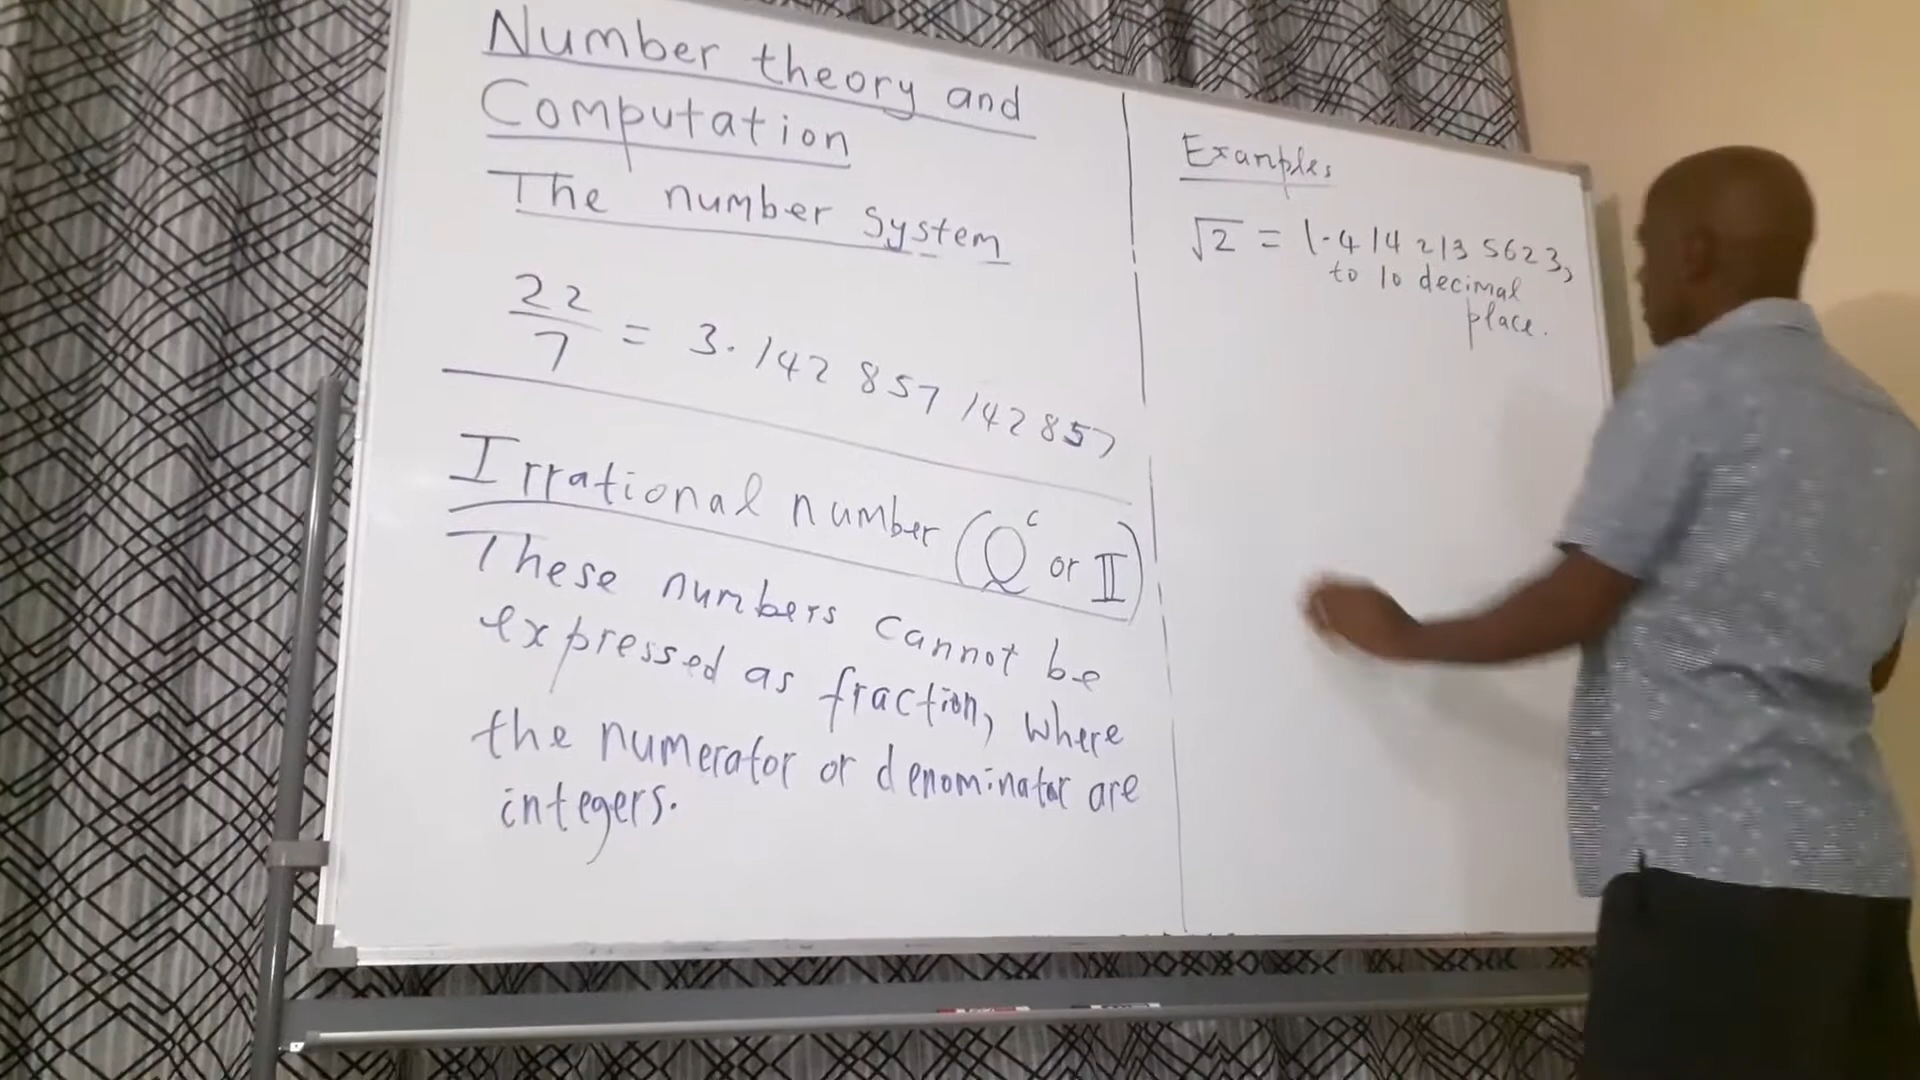 Number theory and
Computation
The number system
22/7 = 3.142 857 142857
Irrational number (Qᶜ or II)
These numbers cannot be
expressed as fraction, where
the numerator or denominator are
integers.
Examples
√2 = 1.4142135623,
to 10 decimal
place.